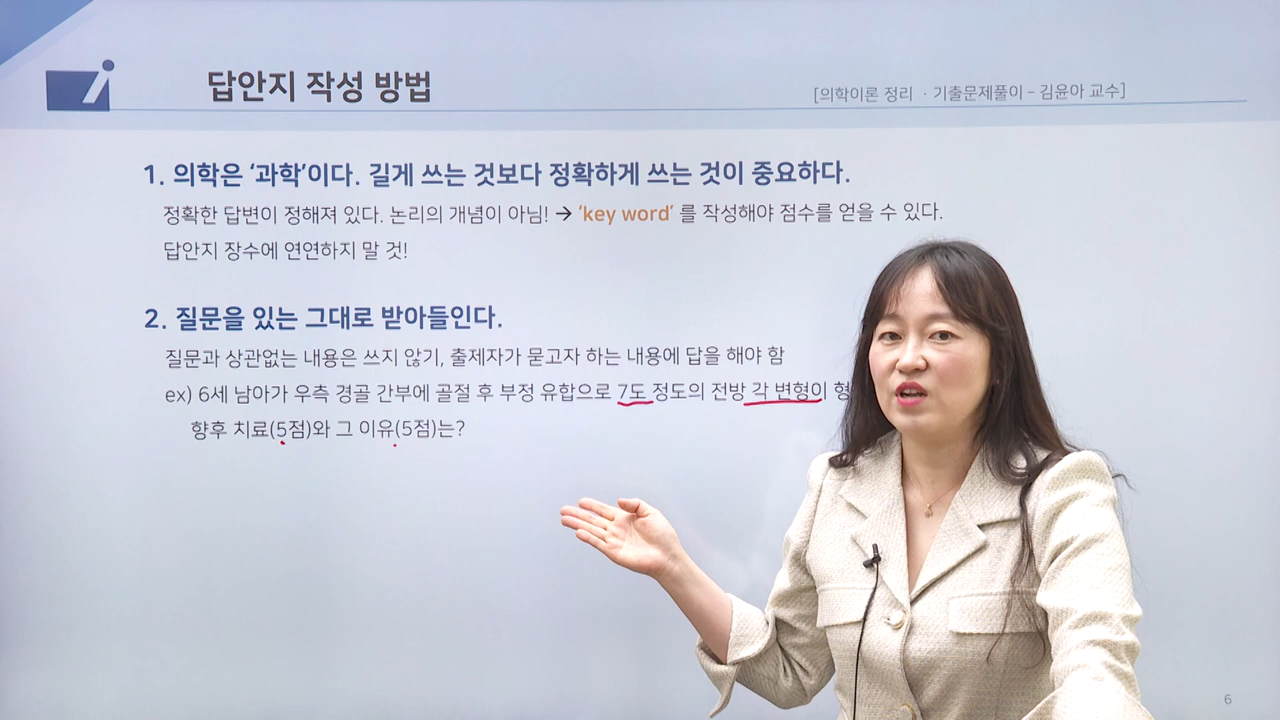 답안지 작성 방법
[의학이론 정리 · 기출문제풀이 – 김윤아 교수]
1. 의학은 ‘과학’이다. 길게 쓰는 것보다 정확하게 쓰는 것이 중요하다.
정확한 답변이 정해져 있다. 논리의 개념이 아님! → ‘key word’ 를 작성해야 점수를 얻을 수 있다.
답안지 장수에 연연하지 말 것!
2. 질문을 있는 그대로 받아들인다.
질문과 상관없는 내용은 쓰지 않기, 출제자가 묻고자 하는 내용에 답을 해야 함
ex) 6세 남아가 우측 경골 간부에 골절 후 부정 유합으로 7도 정도의 전방 각 변형이 형
향후 치료(5점)와 그 이유(5점)는?
6